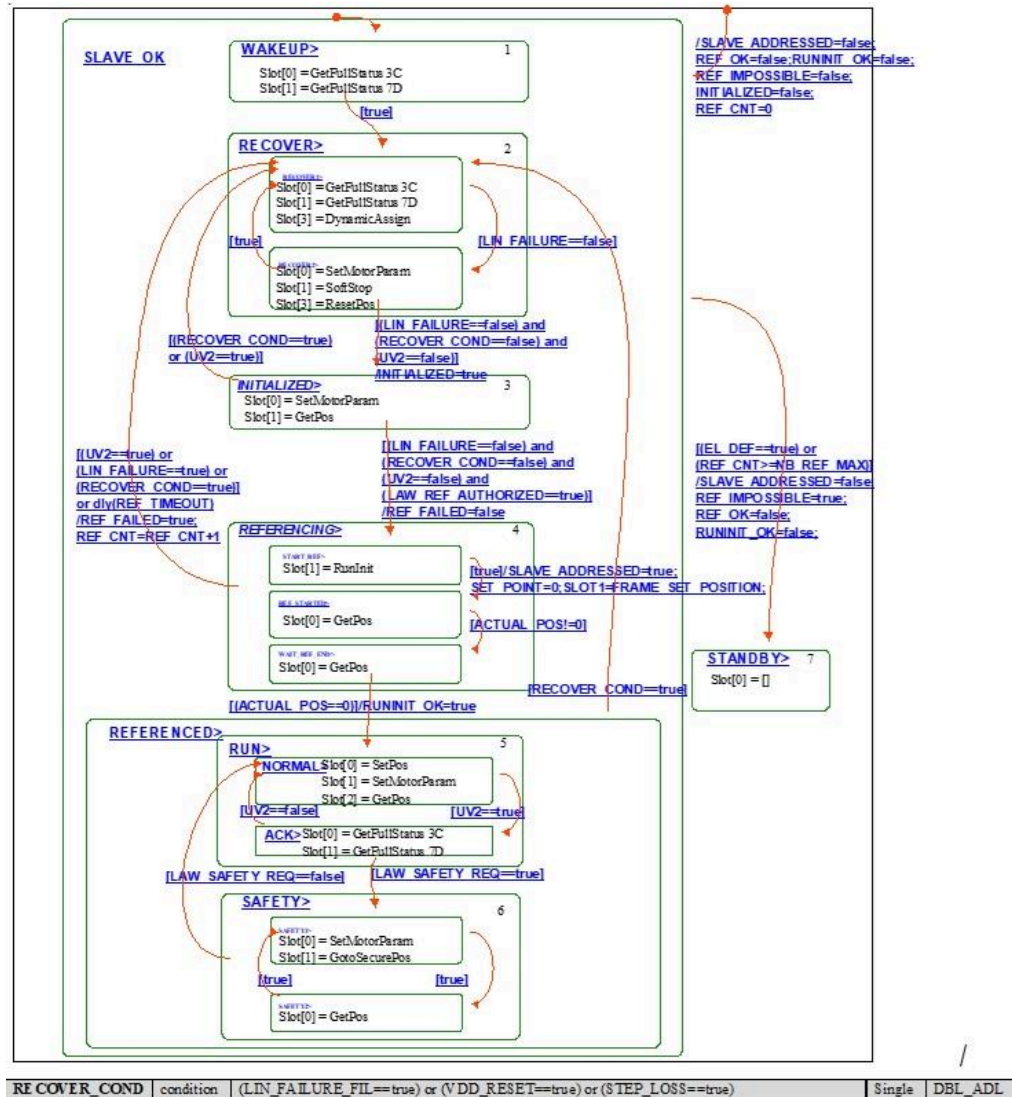 SLAVE_OK
WAKEUP>
1
Slot[0] = GetFullStatus 3C
Slot[1] = GetFullStatus 7D
[true]
/SLAVE_ADDRESSED=false;
REF_OK=false;RUNINIT_OK=false;
REF_IMPOSSIBLE=false;
INITIALIZED=false;
REF_CNT=0
RECOVER>
2
RECOVER1>
Slot[0] = GetFullStatus 3C
Slot[1] = GetFullStatus 7D
Slot[3] = DynamicAssign
[true]
[LIN_FAILURE==false]
RECOVER2>
Slot[0] = SetMotorParam
Slot[1] = SoftStop
Slot[3] = ResetPos
[(RECOVER_COND==true)
or (UV2==true)]
[(LIN_FAILURE==false) and
(RECOVER_COND==false) and
(UV2==false)]
/INITIALIZED=true
INITIALIZED>
3
Slot[0] = SetMotorParam
Slot[1] = GetPos
[(UV2==true) or
(LIN_FAILURE==true) or
(RECOVER_COND==true)]
or dly(REF_TIMEOUT)
/REF_FAILED=true;
REF_CNT=REF_CNT+1
[(LIN_FAILURE==false) and
(RECOVER_COND==false) and
(UV2==false) and
(LAW_REF_AUTHORIZED==true)]
/REF_FAILED=false
[(EL_DEF==true) or
(REF_CNT>=NB_REF_MAX)]
/SLAVE_ADDRESSED=false;
REF_IMPOSSIBLE=true;
REF_OK=false;
RUNINIT_OK=false;
REFERENCING>
4
START_REF>
Slot[1] = RunInit
[true]/SLAVE_ADDRESSED=true;
SET_POINT=0;SLOT1=FRAME_SET_POSITION;
REF_STARTED>
Slot[0] = GetPos
[ACTUAL_POS!=0]
WAIT_REF_END>
Slot[0] = GetPos
STANDBY>
7
Slot[0] = []
[RECOVER_COND==true]
[(ACTUAL_POS==0)]/RUNINIT_OK=true
REFERENCED>
RUN>
5
NORMAL>
Slot[0] = SetPos
Slot[1] = SetMotorParam
Slot[2] = GetPos
[UV2==false]
[UV2==true]
ACK>
Slot[0] = GetFullStatus 3C
Slot[1] = GetFullStatus 7D
[LAW_SAFETY_REQ=false]
[LAW_SAFETY_REQ=true]
SAFETY>
6
SAFETY1>
Slot[0] = SetMotorParam
Slot[1] = GotoSecurePos
[true]
[true]
SAFETY2>
Slot[0] = GetPos
/
RECOVER_COND condition (LIN_FAILURE_FIL==true) or (VDD_RESET==true) or (STEP_LOSS==true) Single DBL_ADL